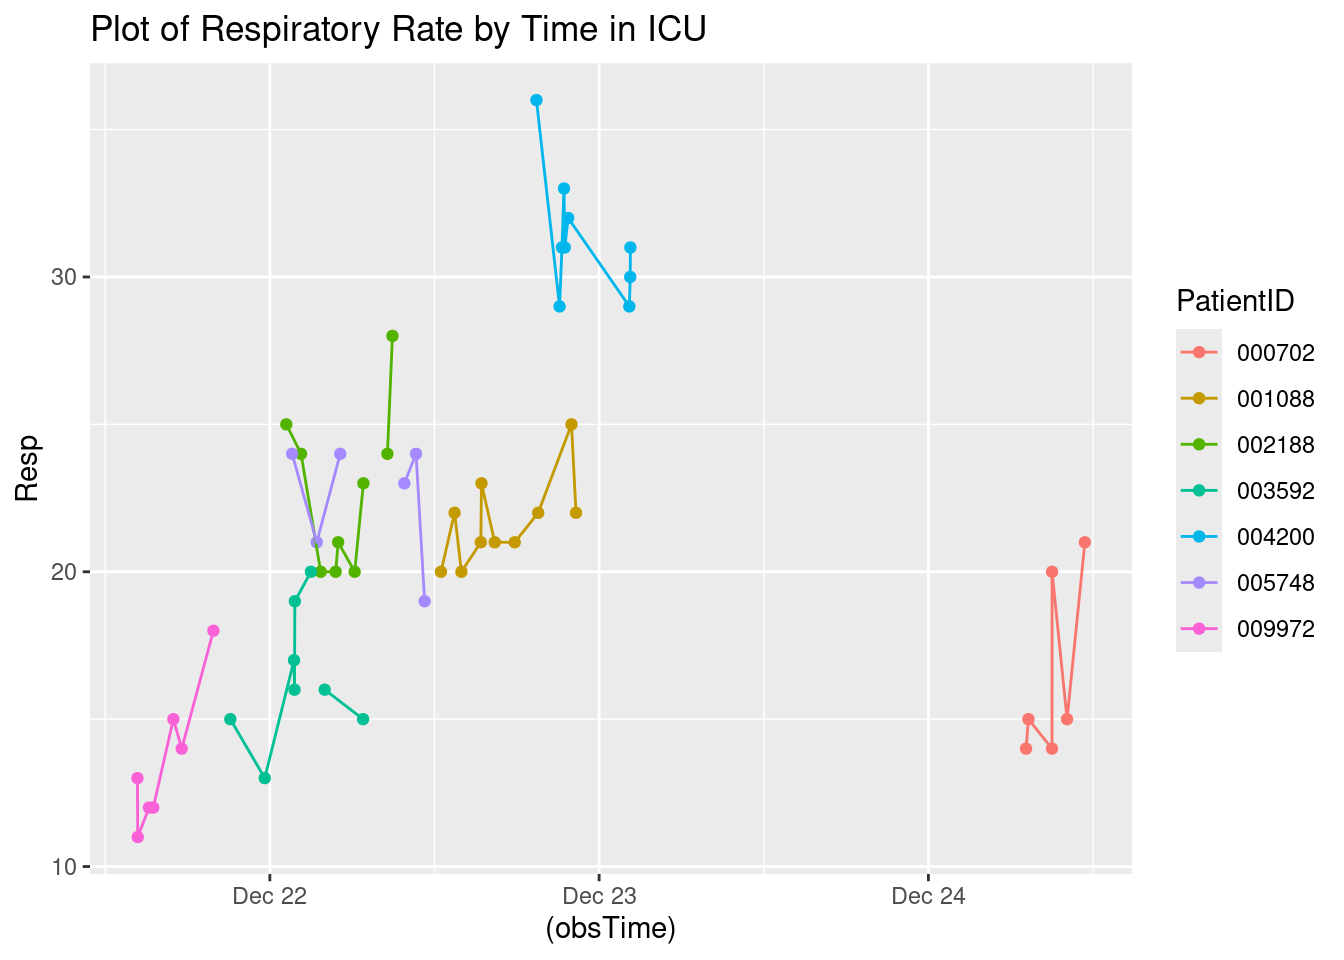 Plot of Respiratory Rate by Time in ICU
Resp
30
20
10
Dec 22
Dec 23
Dec 24
(obsTime)
PatientID
000702
001088
002188
003592
004200
005748
009972